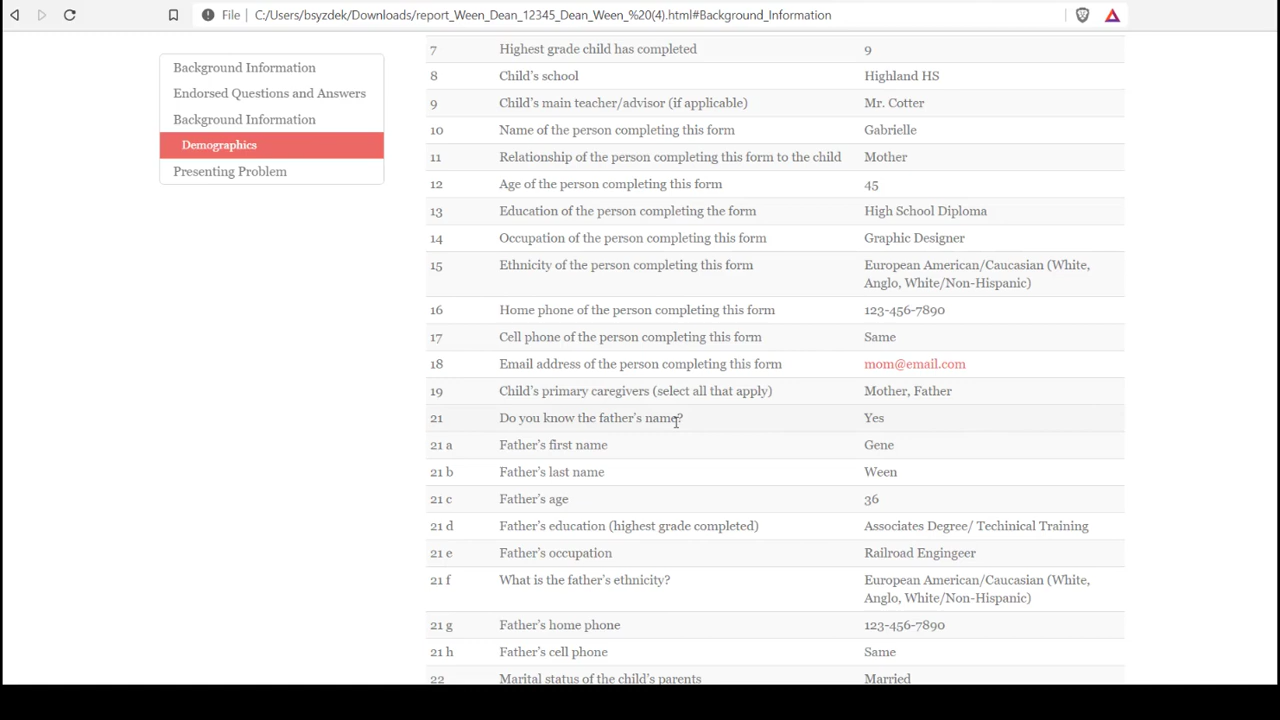 File | C:/Users/bsyzdek/Downloads/report_Ween_Dean_12345_Dean_Ween_%20(4).html#Background_Information
Background Information
Endorsed Questions and Answers
Background Information
Demographics
Presenting Problem
7 Highest grade child has completed 9
8 Child's school Highland HS
9 Child's main teacher/advisor (if applicable) Mr. Cotter
10 Name of the person completing this form Gabrielle
11 Relationship of the person completing this form to the child Mother
12 Age of the person completing this form 45
13 Education of the person completing the form High School Diploma
14 Occupation of the person completing this form Graphic Designer
15 Ethnicity of the person completing this form European American/Caucasian (White,
Anglo, White/Non-Hispanic)
16 Home phone of the person completing this form 123-456-7890
17 Cell phone of the person completing this form Same
18 Email address of the person completing this form mom@email.com
19 Child's primary caregivers (select all that apply) Mother, Father
21 Do you know the father's name? Yes
21 a Father's first name Gene
21 b Father's last name Ween
21 c Father's age 36
21 d Father's education (highest grade completed) Associates Degree/ Techinical Training
21 e Father's occupation Railroad Engingeer
21 f What is the father's ethnicity? European American/Caucasian (White,
Anglo, White/Non-Hispanic)
21 g Father's home phone 123-456-7890
21 h Father's cell phone Same
22 Marital status of the child's parents Married